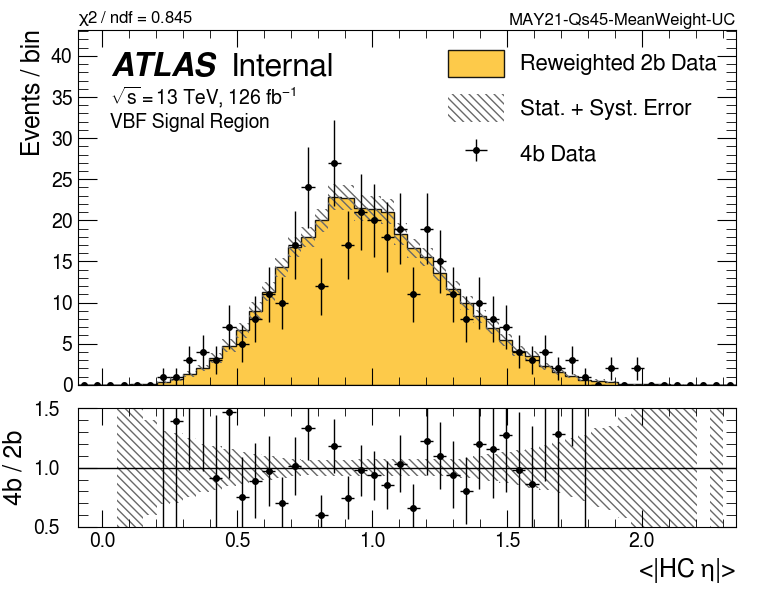 χ2 / ndf = 0.845 MAY21-Qs45-MeanWeight-UC
Events / bin
40
35
30
25
20
15
10
5
0
ATLAS Internal
√s = 13 TeV, 126 fb⁻¹
VBF Signal Region
Reweighted 2b Data
Stat. + Syst. Error
4b Data
4b / 2b
1.5
1.0
0.5
0.0 0.5 1.0 1.5 2.0
<|HC η|>